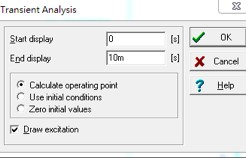 Transient Analysis
Start display 0 [s]
End display 10m [s]
Calculate operating point
Use initial conditions
Zero initial values
Draw excitation
OK
Cancel
? Help